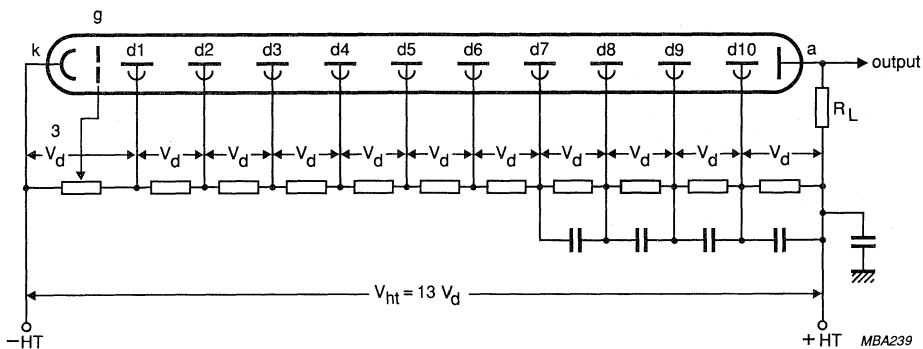 g
k d1 d2 d3 d4 d5 d6 d7 d8 d9 d10 a
output
R_L
3
V_d V_d V_d V_d V_d V_d V_d V_d V_d V_d V_d
V_ht = 13 V_d
−HT +HT MBA239